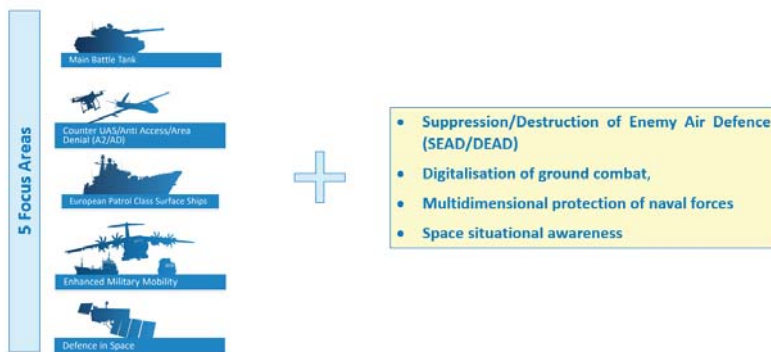 5 Focus Areas
Main Battle Tank
Counter UAS/Anti Access/Area
Denial (A2/AD)
European Patrol Class Surface Ships
Enhanced Military Mobility
Defence in Space
• Suppression/Destruction of Enemy Air Defence
(SEAD/DEAD)
• Digitalisation of ground combat,
• Multidimensional protection of naval forces
• Space situational awareness